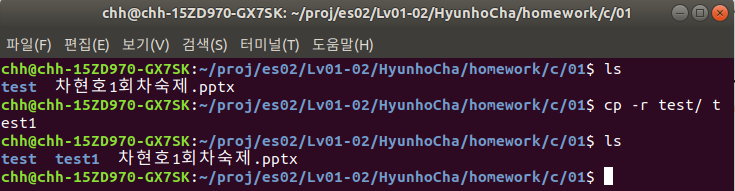 chh@chh-15ZD970-GX7SK: ~/proj/es02/Lv01-02/HyunhoCha/homework/c/01
파일(F) 편집(E) 보기(V) 검색(S) 터미널(T) 도움말(H)
chh@chh-15ZD970-GX7SK:~/proj/es02/Lv01-02/HyunhoCha/homework/c/01$ ls
test 차현호1회차숙제.pptx
chh@chh-15ZD970-GX7SK:~/proj/es02/Lv01-02/HyunhoCha/homework/c/01$ cp -r test/ t
est1
chh@chh-15ZD970-GX7SK:~/proj/es02/Lv01-02/HyunhoCha/homework/c/01$ ls
test test1 차현호1회차숙제.pptx
chh@chh-15ZD970-GX7SK:~/proj/es02/Lv01-02/HyunhoCha/homework/c/01$